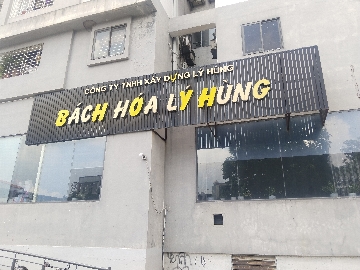 CÔNG TY TNHH XÂY DỰNG LÝ HÙNG
BÁCH HÓA LÝ HÙNG